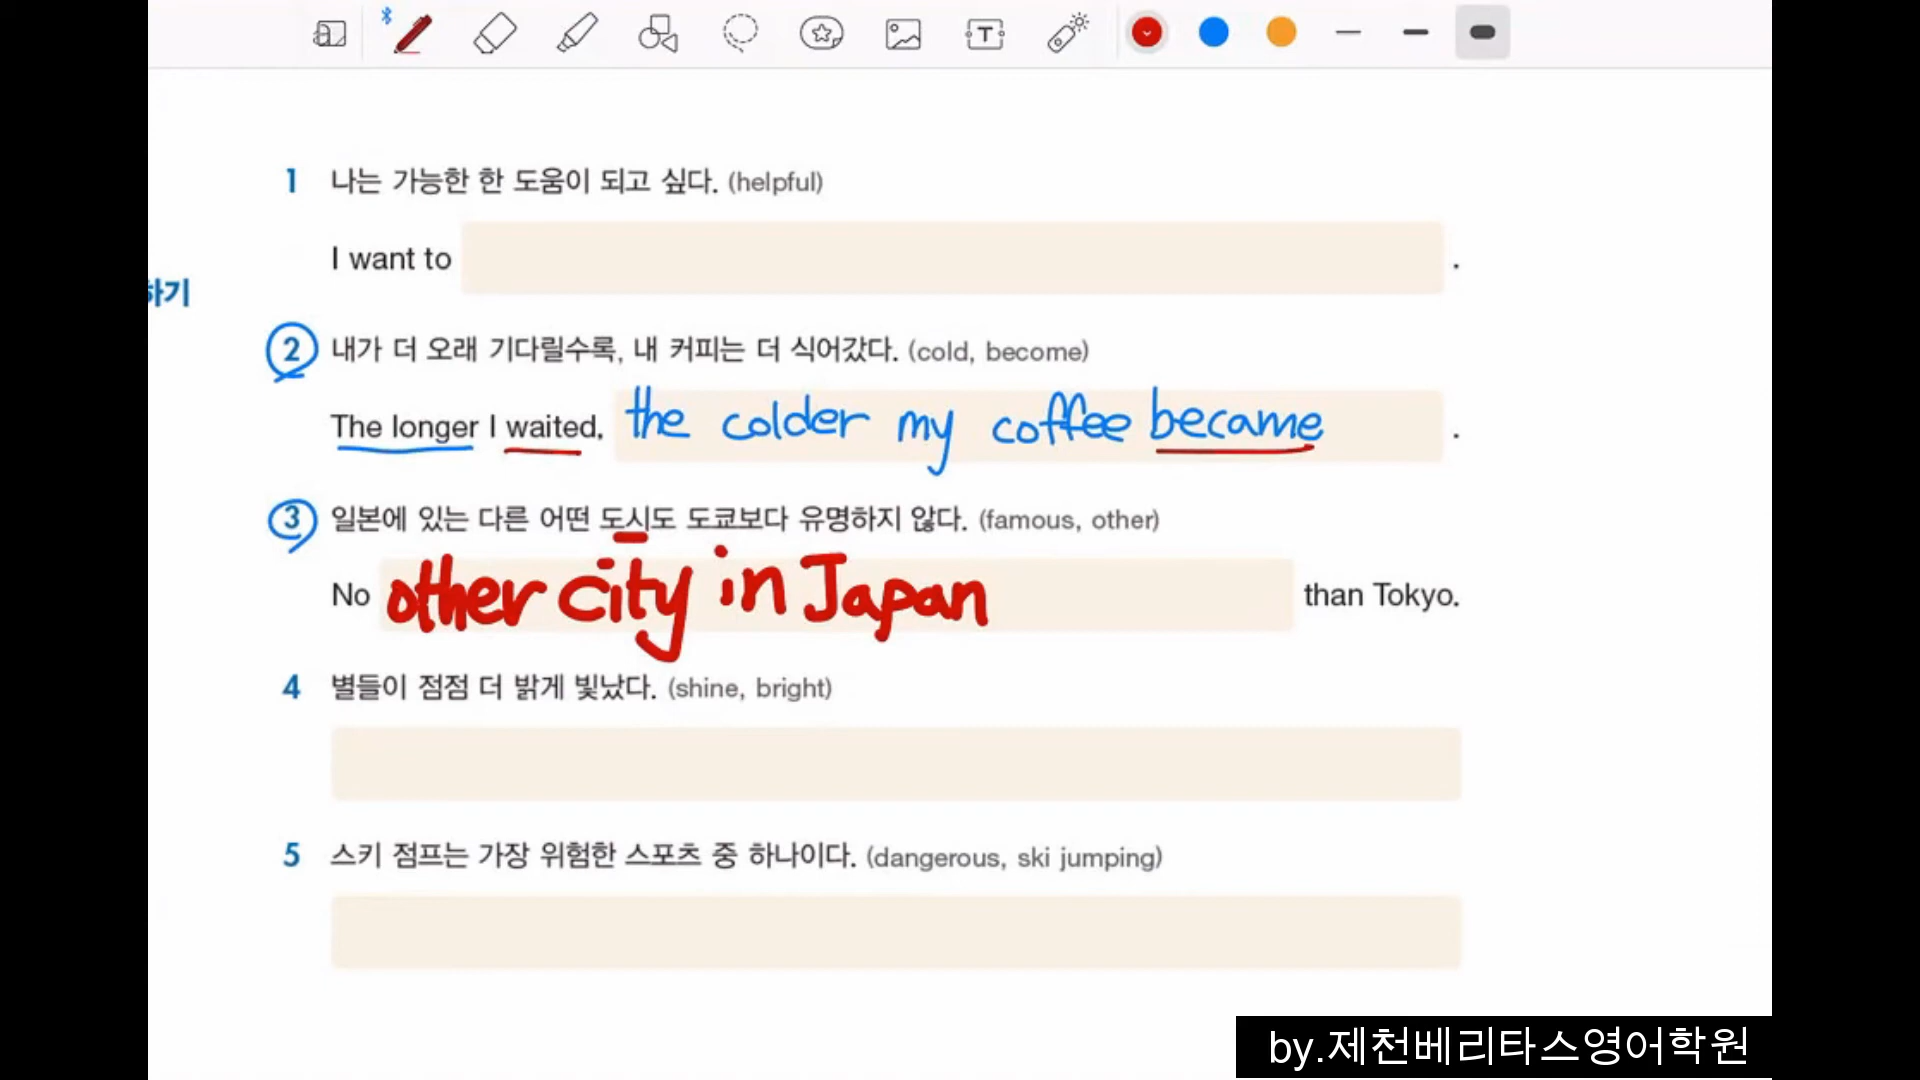 1 나는 가능한 한 도움이 되고 싶다. (helpful)
I want to .
하기
2 내가 더 오래 기다릴수록, 내 커피는 더 식어갔다. (cold, become)
The longer I waited, the colder my coffee became .
3 일본에 있는 다른 어떤 도시도 도쿄보다 유명하지 않다. (famous, other)
No other city in Japan than Tokyo.
4 별들이 점점 더 밝게 빛났다. (shine, bright)
5 스키 점프는 가장 위험한 스포츠 중 하나이다. (dangerous, ski jumping)
by.제천베리타스영어학원